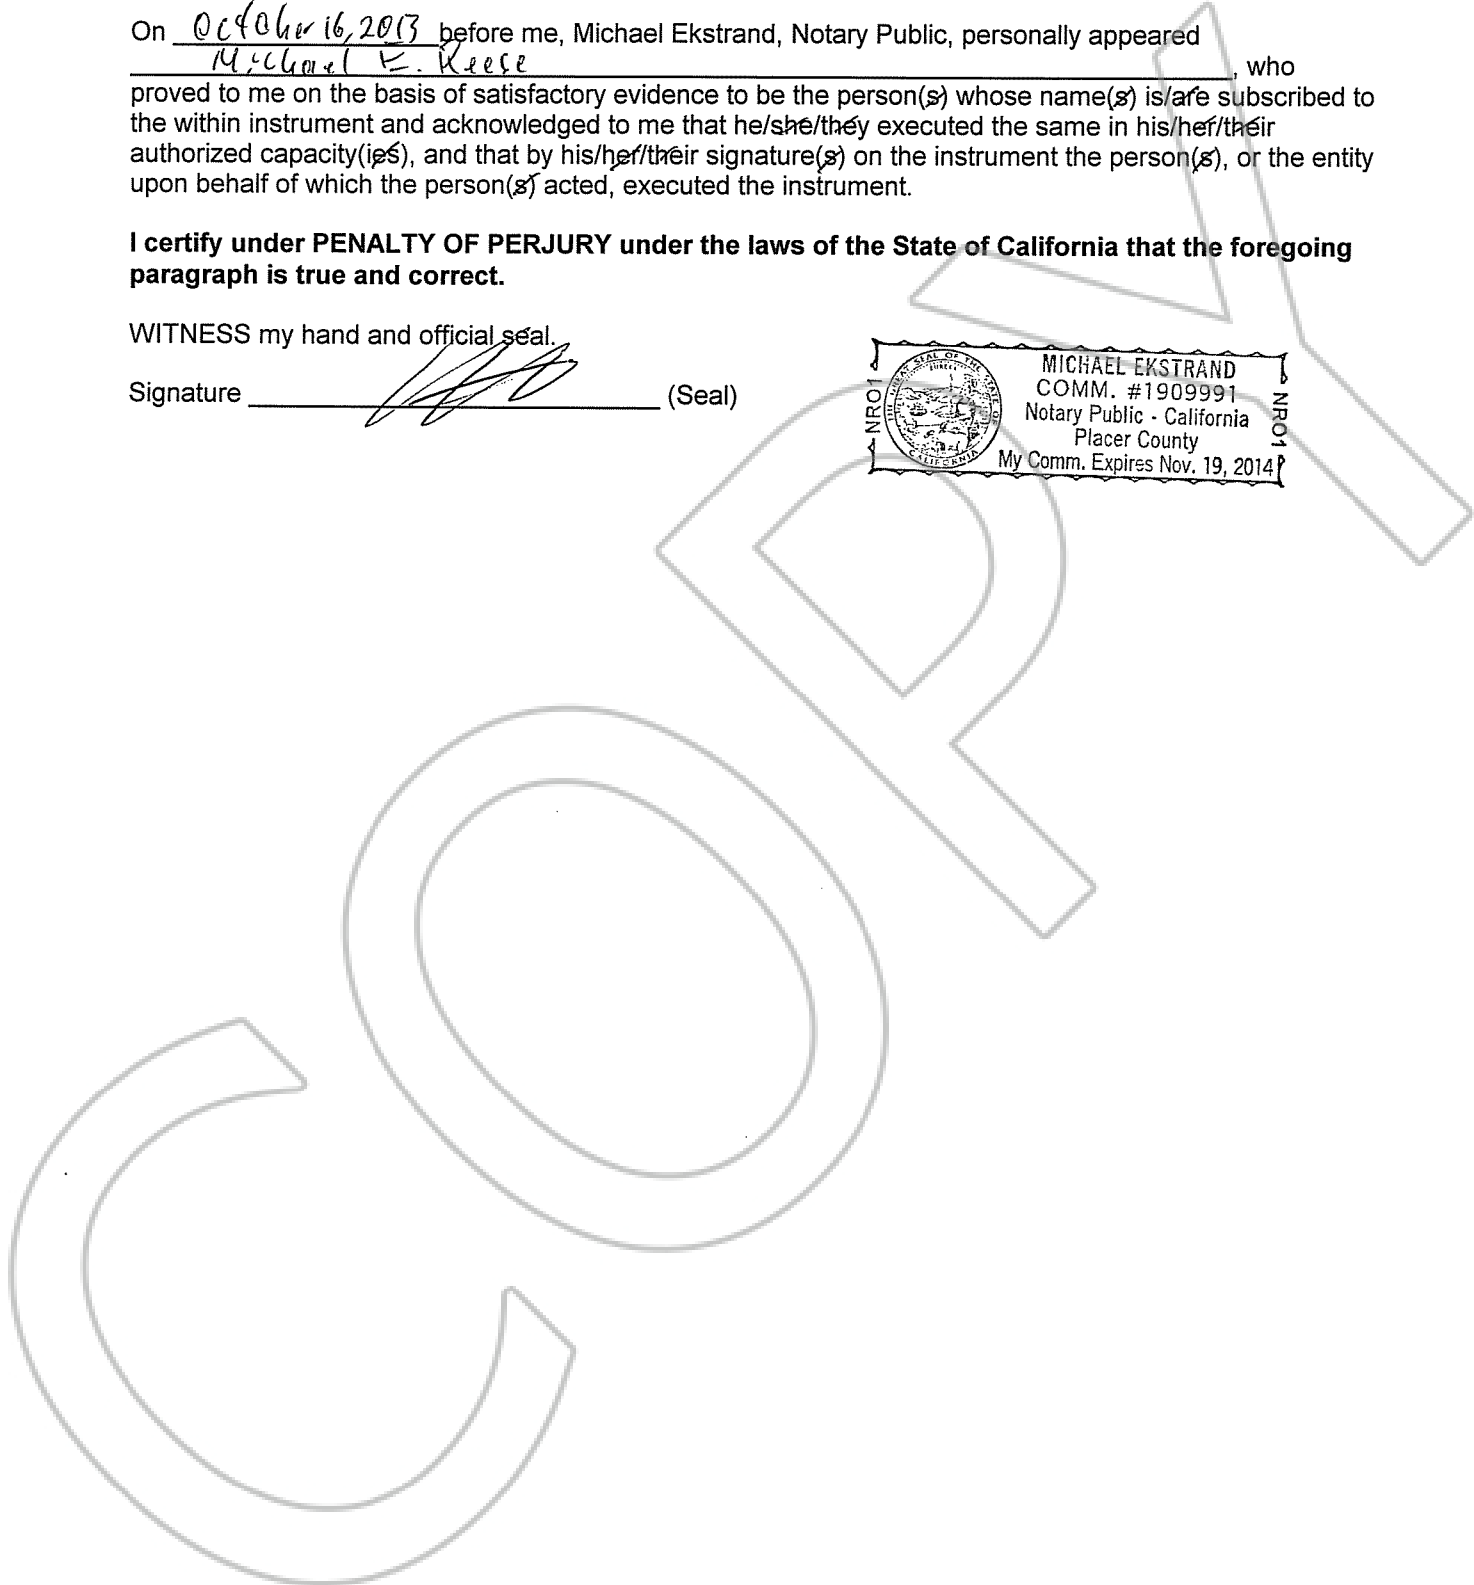 On October 16, 2013 before me, Michael Ekstrand, Notary Public, personally appeared
Michael E. Keese, who
proved to me on the basis of satisfactory evidence to be the person(s) whose name(s) is/are subscribed to
the within instrument and acknowledged to me that he/she/they executed the same in his/her/their
authorized capacity(ies), and that by his/her/their signature(s) on the instrument the person(s), or the entity
upon behalf of which the person(s) acted, executed the instrument.
I certify under PENALTY OF PERJURY under the laws of the State of California that the foregoing
paragraph is true and correct.
WITNESS my hand and official seal.
Signature (Seal)
MICHAEL EKSTRAND
COMM. #1909991
Notary Public - California
Placer County
My Comm. Expires Nov. 19, 2014
NRO1
NRO1
COPY